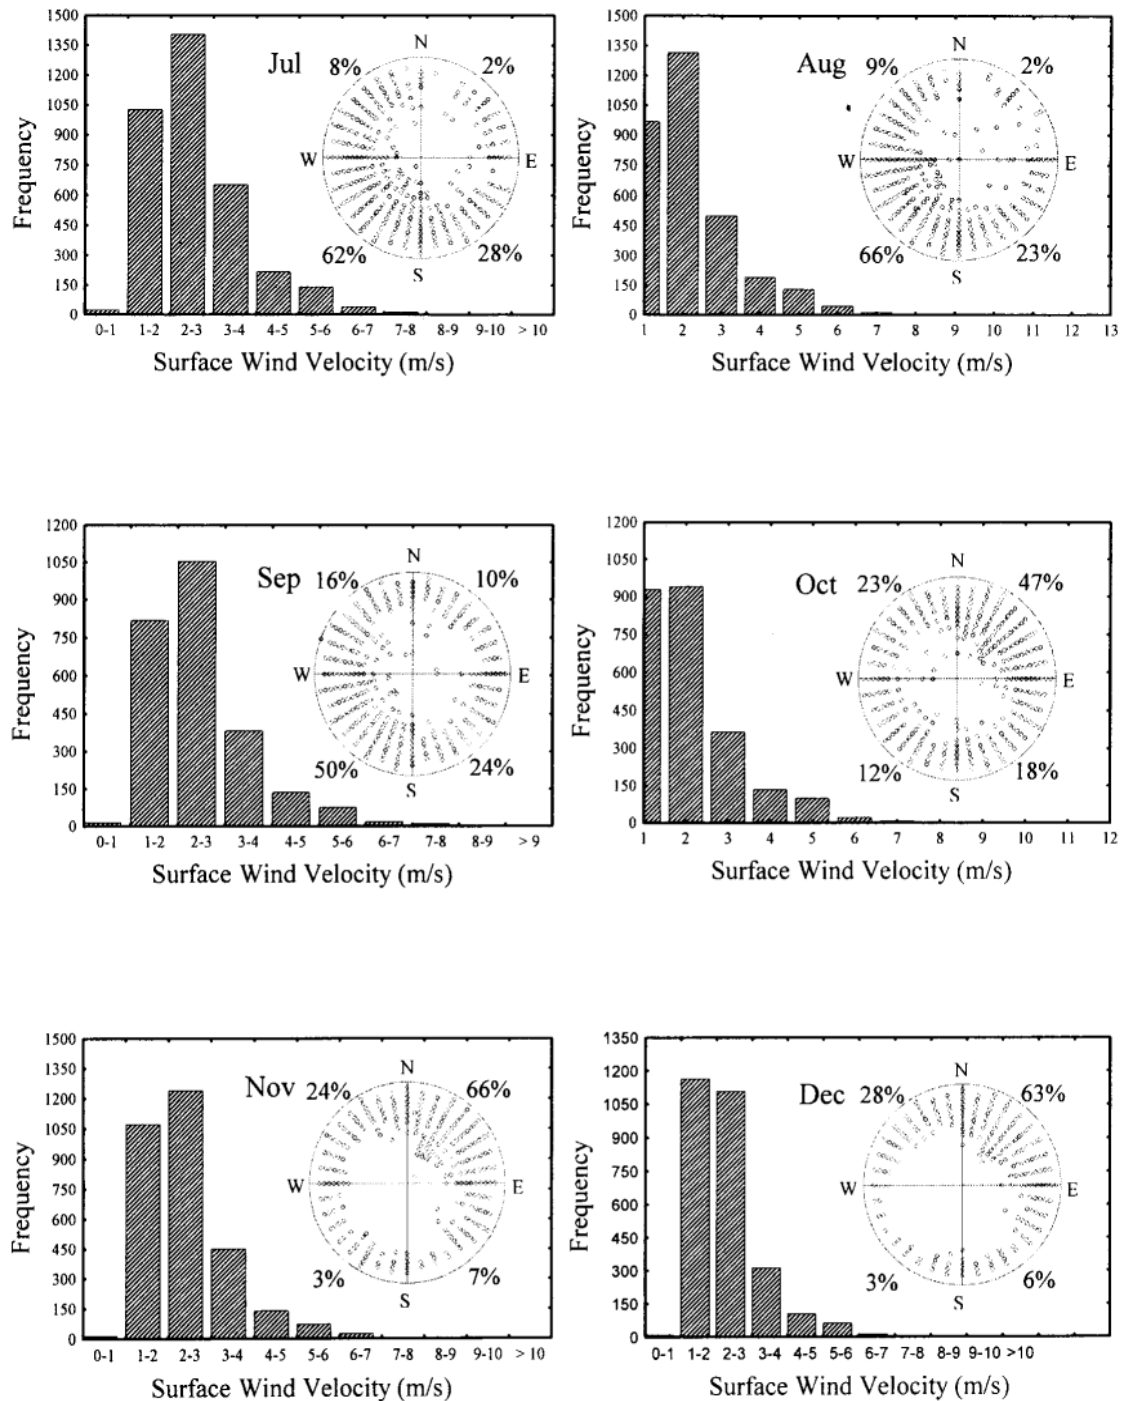 Jul
N
8% 2%
W E
62% 28%
S
Frequency
1500
1350
1200
1050
900
750
600
450
300
150
0
0-1 1-2 2-3 3-4 4-5 5-6 6-7 7-8 8-9 9-10 > 10
Surface Wind Velocity (m/s)
Aug
N
9% 2%
W E
66% 23%
S
Frequency
1500
1350
1200
1050
900
750
600
450
300
150
0
1 2 3 4 5 6 7 8 9 10 11 12 13
Surface Wind Velocity (m/s)
Sep
N
16% 10%
W E
50% 24%
S
Frequency
1200
1050
900
750
600
450
300
150
0
0-1 1-2 2-3 3-4 4-5 5-6 6-7 7-8 8-9 > 9
Surface Wind Velocity (m/s)
Oct
N
23% 47%
W E
12% 18%
S
Frequency
1200
1050
900
750
600
450
300
150
0
1 2 3 4 5 6 7 8 9 10 11 12
Surface Wind Velocity (m/s)
Nov
N
24% 66%
W E
3% 7%
S
Frequency
1500
1350
1200
1050
900
750
600
450
300
150
0
0-1 1-2 2-3 3-4 4-5 5-6 6-7 7-8 8-9 9-10 > 10
Surface Wind Velocity (m/s)
Dec
N
28% 63%
W E
3% 6%
S
Frequency
1350
1200
1050
900
750
600
450
300
150
0
0-1 1-2 2-3 3-4 4-5 5-6 6-7 7-8 8-9 9-10 >10
Surface Wind Velocity (m/s)